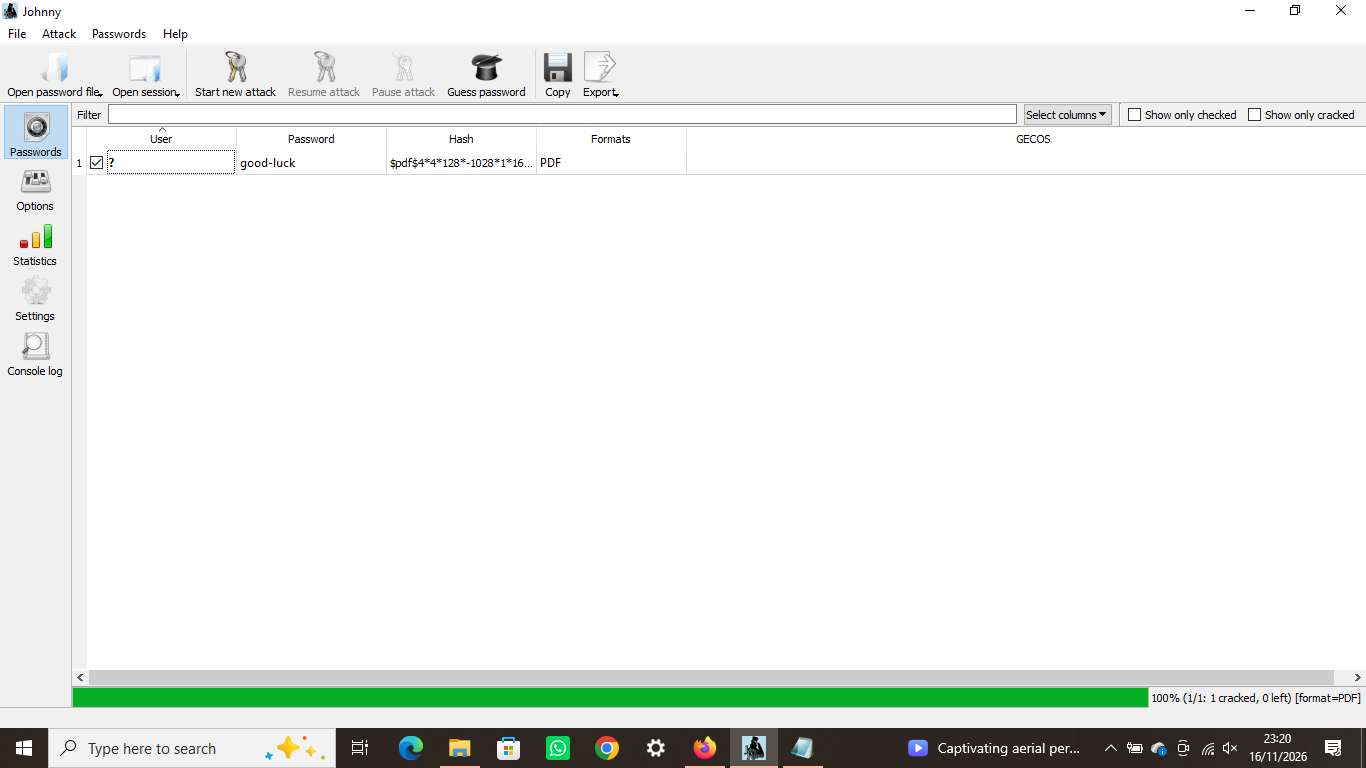 Johnny
File Attack Passwords Help
Open password file Open session Start new attack Resume attack Pause attack Guess password Copy Export
Filter Select columns Show only checked Show only cracked
Passwords
Options
Statistics
Settings
Console log
User Password Hash Formats GECOS
1 ? good-luck $pdf$4*4*128*-1028*1*16... PDF
100% (1/1: 1 cracked, 0 left) [format=PDF]
Type here to search
Captivating aerial per...
23:20
16/11/2026